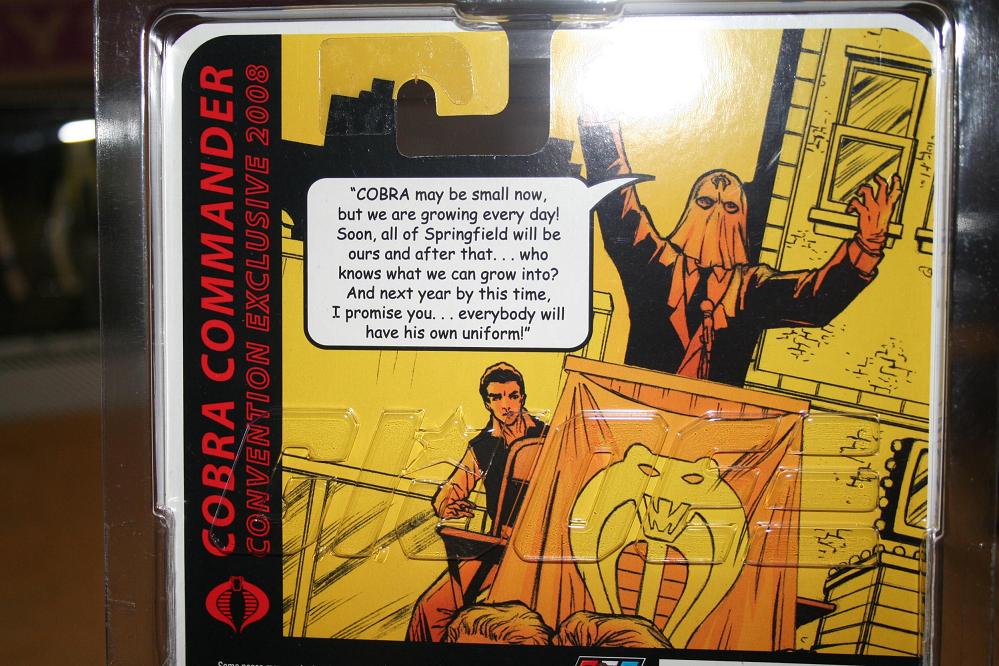 COBRA COMMANDER
CONVENTION EXCLUSIVE 2008
"COBRA may be small now,
but we are growing every day!
Soon, all of Springfield will be
ours and after that. . . who
knows what we can grow into?
And next year by this time,
I promise you. . . everybody will
have his own uniform!"